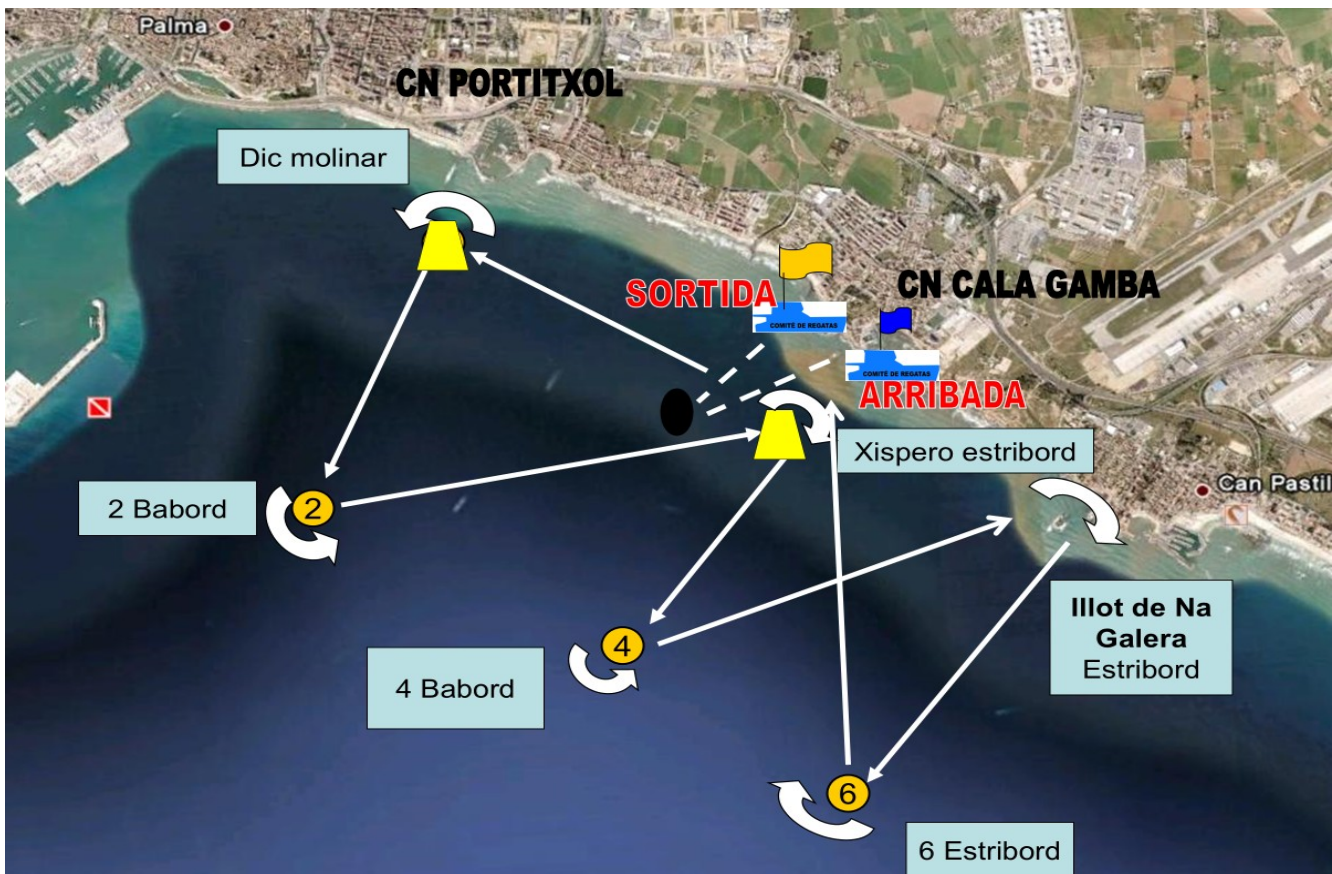 Palma
CN PORTITXOL
Dic molinar
SORTIDA
CN CALA GAMBA
COMITÉ DE REGATAS
COMITÉ DE REGATAS
ARRIBADA
Xispero estribord
Can Pastil
2 Babord
2
4
4 Babord
Illot de Na
Galera
Estribord
6
6 Estribord